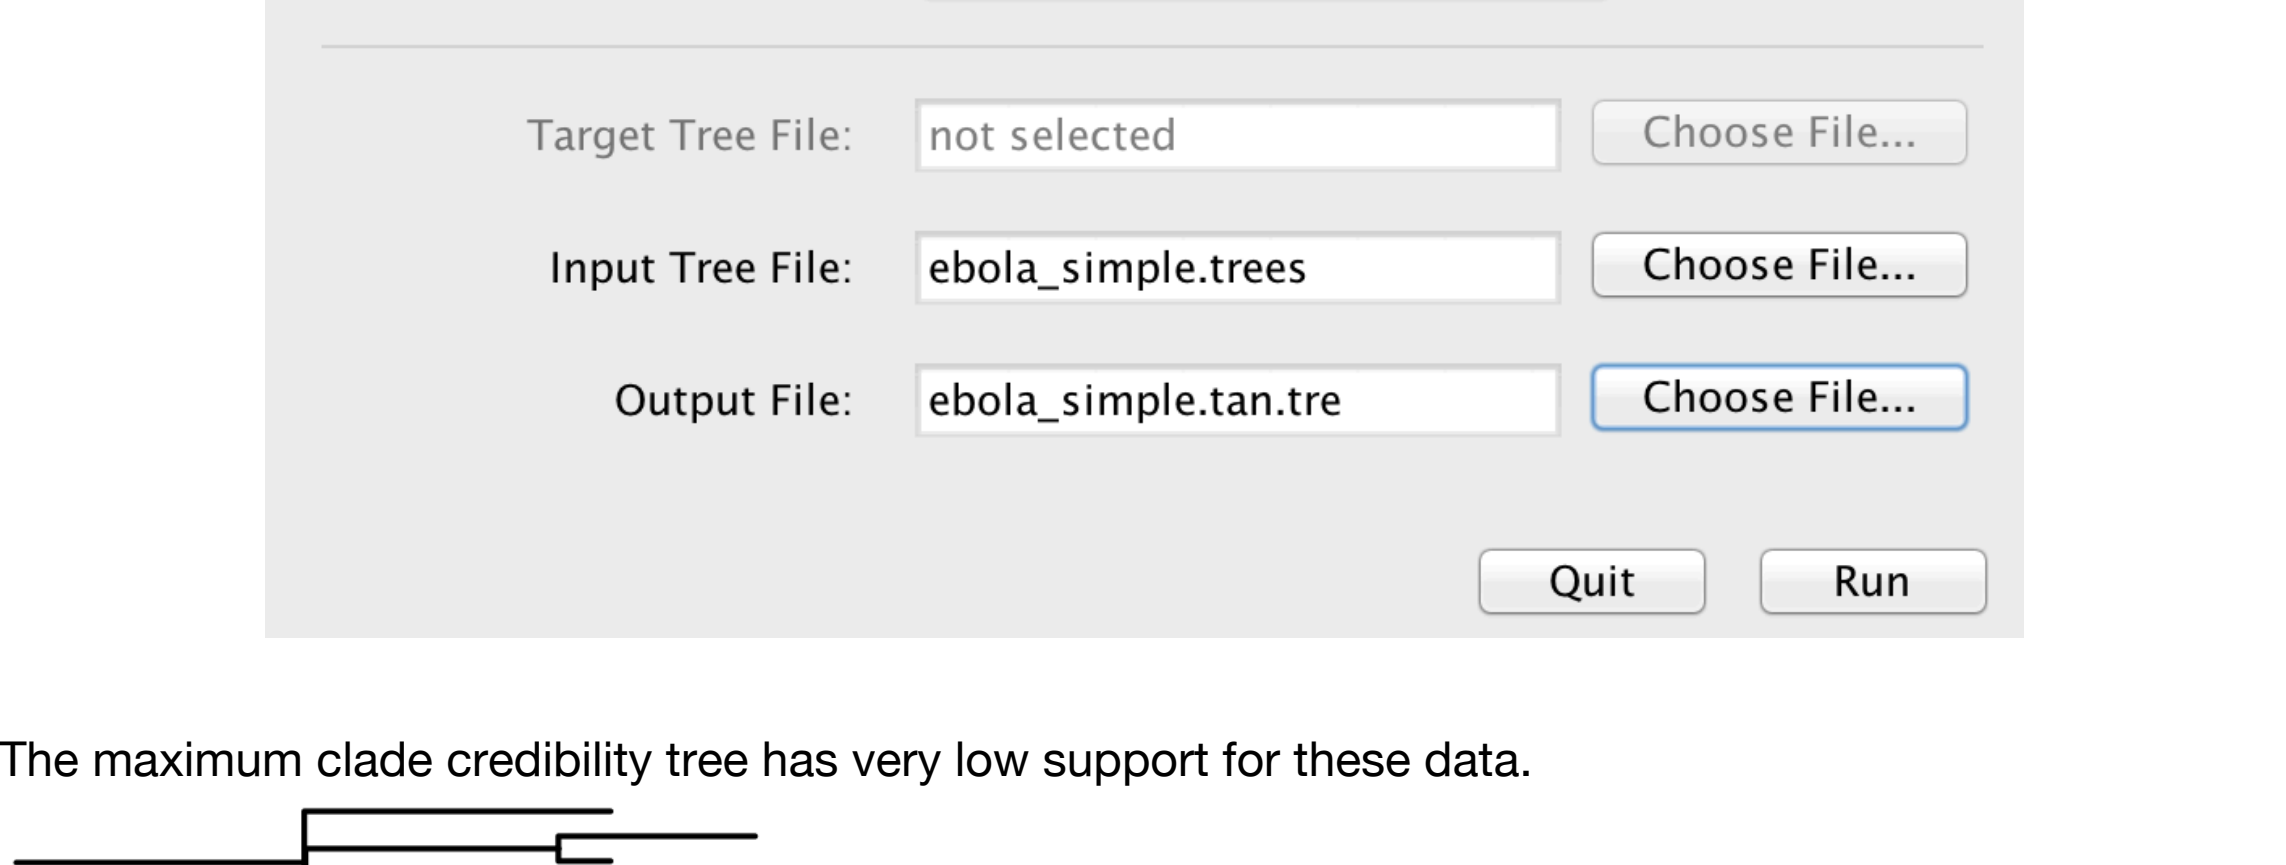 Target Tree File: not selected Choose File...
Input Tree File: ebola_simple.trees Choose File...
Output File: ebola_simple.tan.tre Choose File...
Quit Run
The maximum clade credibility tree has very low support for these data.